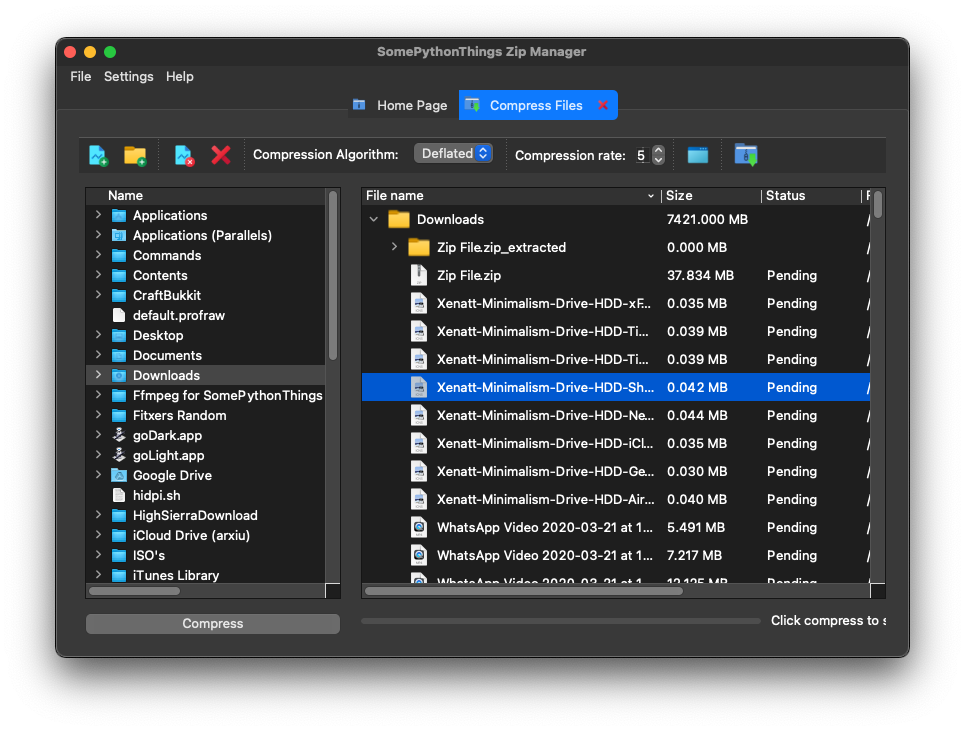 SomePythonThings Zip Manager
File Settings Help
Home Page Compress Files
Compression Algorithm: Deflated Compression rate: 5
Name
Applications
Applications (Parallels)
Commands
Contents
CraftBukkit
default.profraw
Desktop
Documents
Downloads
Ffmpeg for SomePythonThings
Fitxers Random
goDark.app
goLight.app
Google Drive
hidpi.sh
HighSierraDownload
iCloud Drive (arxiu)
ISO's
iTunes Library
Compress
File name Size Status
Downloads 7421.000 MB
Zip File.zip_extracted 0.000 MB
Zip File.zip 37.834 MB Pending
Xenatt-Minimalism-Drive-HDD-xF... 0.035 MB Pending
Xenatt-Minimalism-Drive-HDD-Ti... 0.039 MB Pending
Xenatt-Minimalism-Drive-HDD-Ti... 0.039 MB Pending
Xenatt-Minimalism-Drive-HDD-Sh... 0.042 MB Pending
Xenatt-Minimalism-Drive-HDD-Ne... 0.044 MB Pending
Xenatt-Minimalism-Drive-HDD-iCl... 0.035 MB Pending
Xenatt-Minimalism-Drive-HDD-Ge... 0.030 MB Pending
Xenatt-Minimalism-Drive-HDD-Air... 0.040 MB Pending
WhatsApp Video 2020-03-21 at 1... 5.491 MB Pending
WhatsApp Video 2020-03-21 at 1... 7.217 MB Pending
WhatsApp Video 2020-03-21 at 1... 12.125 MB Pending
Click compress to s